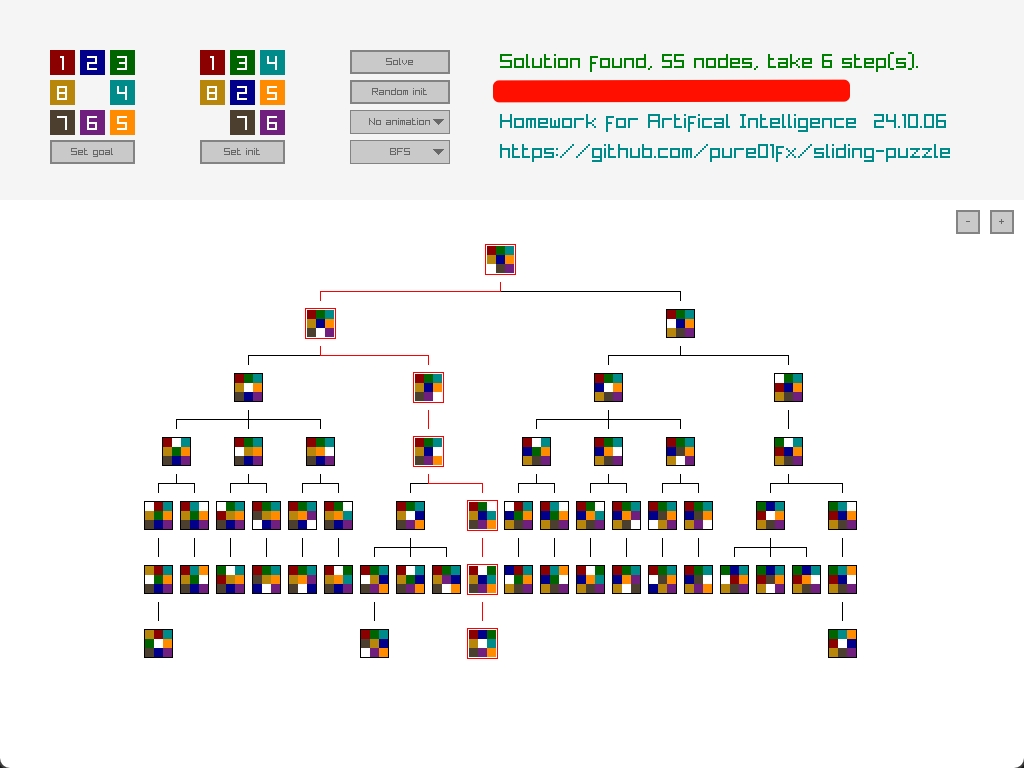 1 2 3
8 4
7 6 5
Set goal
1 3 4
8 2 5
7 6
Set init
Solve
Random init
No animation
BFS
Solution found, 55 nodes, take 6 step(s).
Homework for Artifical Intelligence 24.10.06
https://github.com/pure01fx/sliding-puzzle
- +